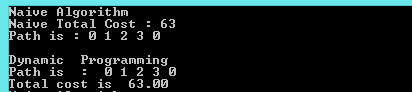 Naive Algorithm
Naive Total Cost : 63
Path is : 0 1 2 3 0
Dynamic  Programming
Path is  :  0 1 2 3 0
Total cost is  63.00